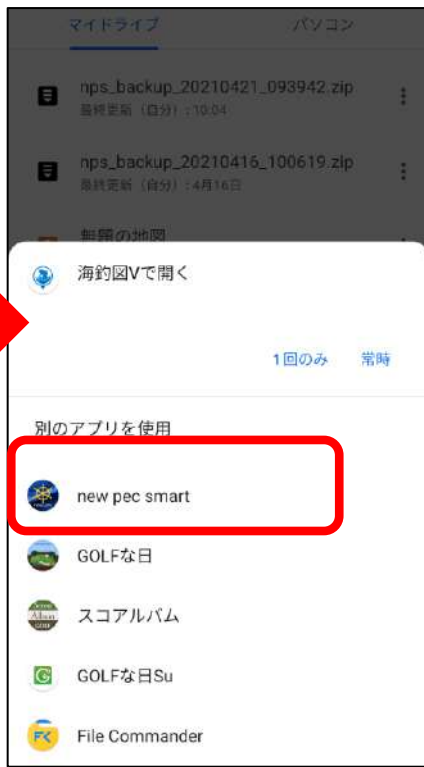 マイドライブ パソコン
nps_backup_20210421_093942.zip
最終更新（自分）: 10:04
nps_backup_20210416_100619.zip
最終更新（自分）: 4月16日
無題の地図
海釣図Vで開く
1回のみ 常時
別のアプリを使用
new pec smart
GOLFな日
スコアルバム
GOLFな日Su
File Commander